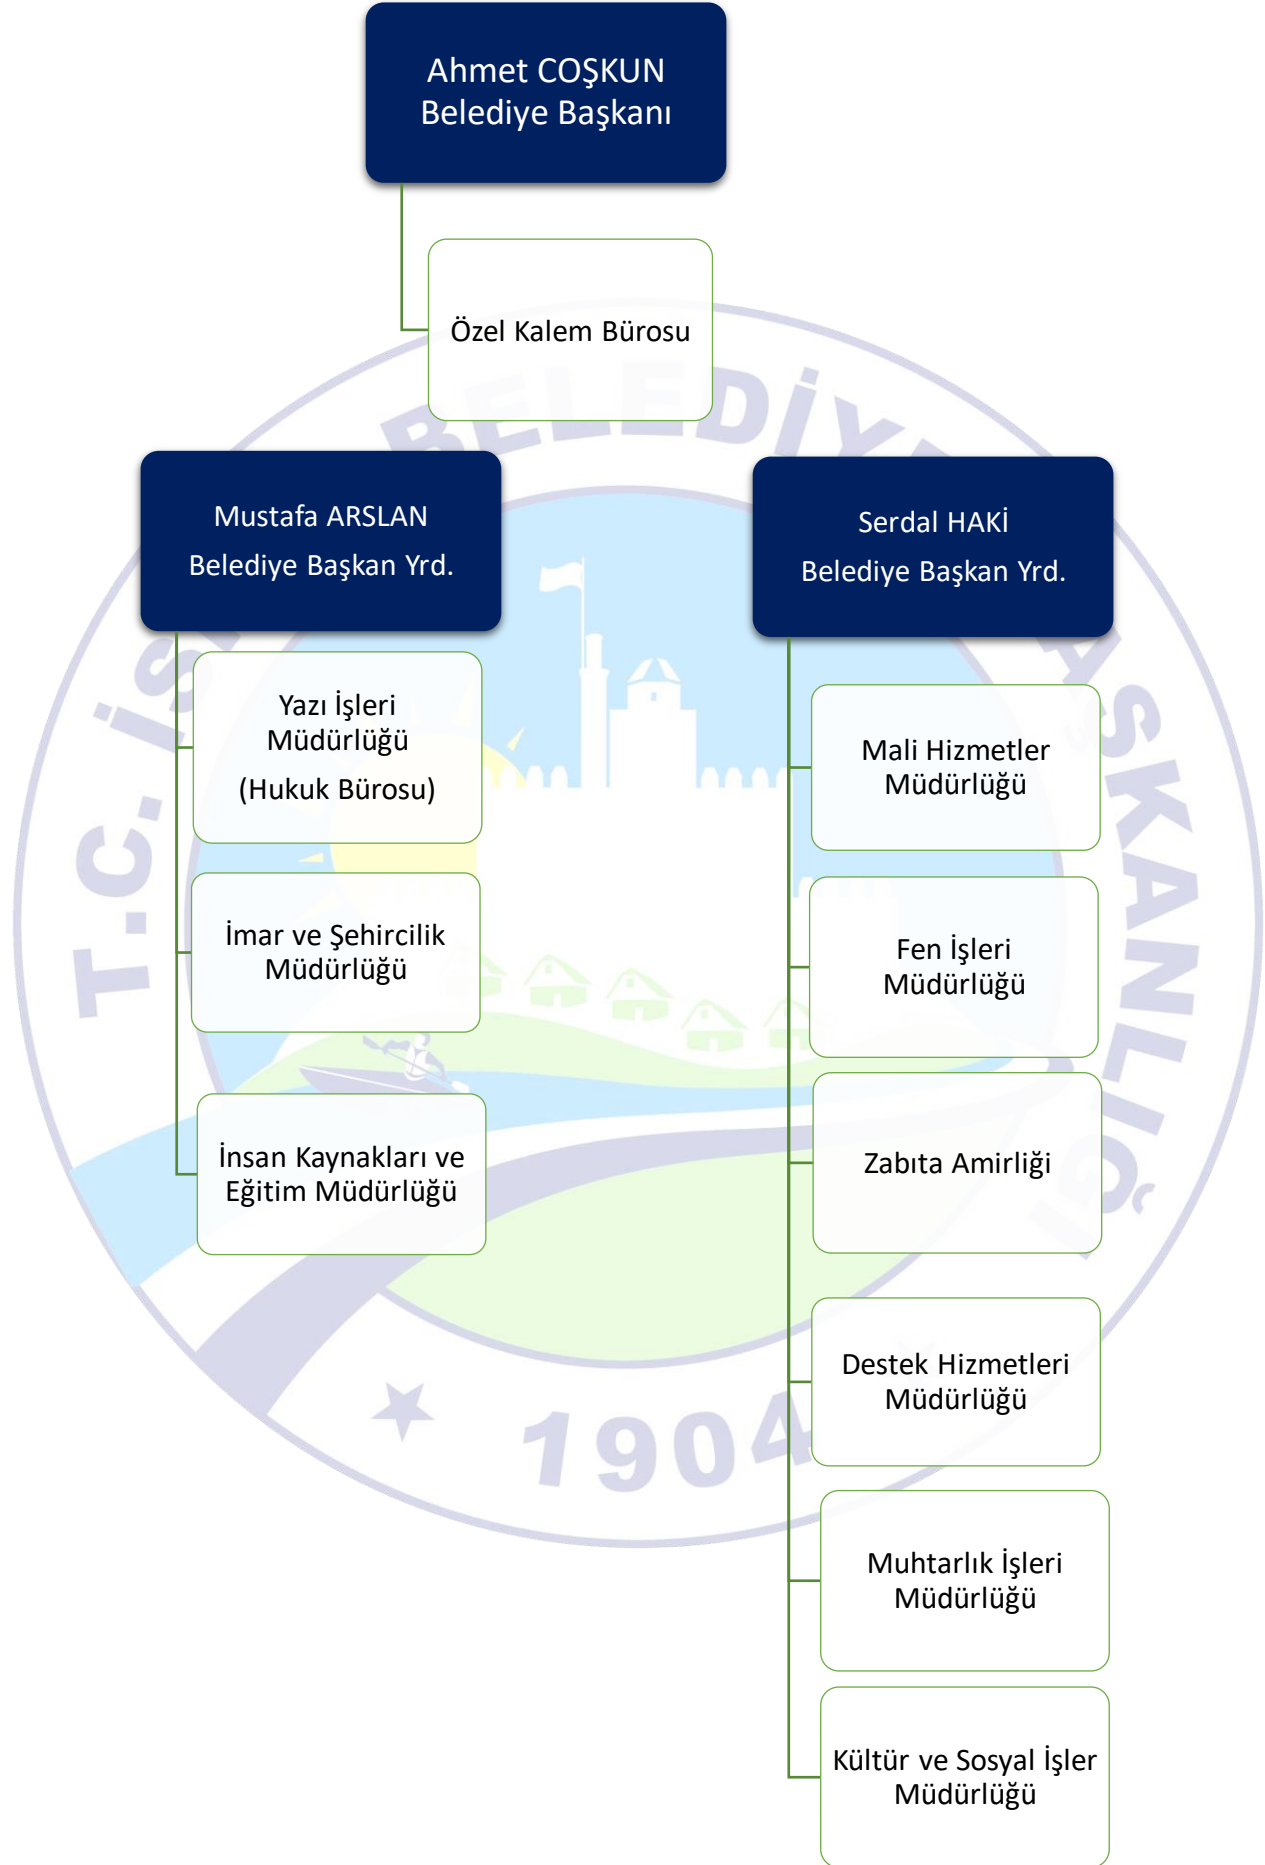 Ahmet COŞKUN
Belediye Başkanı
Özel Kalem Bürosu
Mustafa ARSLAN
Belediye Başkan Yrd.
Yazı İşleri
Müdürlüğü
(Hukuk Bürosu)
İmar ve Şehircilik
Müdürlüğü
İnsan Kaynakları ve
Eğitim Müdürlüğü
Serdal HAKİ
Belediye Başkan Yrd.
Mali Hizmetler
Müdürlüğü
Fen İşleri
Müdürlüğü
Zabıta Amirliği
Destek Hizmetleri
Müdürlüğü
Muhtarlık İşleri
Müdürlüğü
Kültür ve Sosyal İşler
Müdürlüğü
T.C.
1904